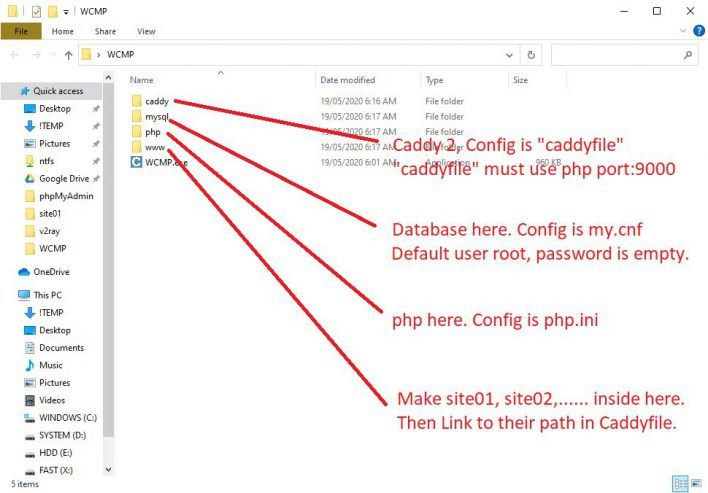 WCMP
File Home Share View
WCMP
Name Date modified Type Size
Quick access
Desktop
!TEMP
Pictures
ntfs
Google Drive
phpMyAdmin
site01
v2ray
WCMP
OneDrive
This PC
!TEMP
Desktop
Documents
Music
Pictures
Videos
WINDOWS (C:)
SYSTEM (D:)
HDD (E:)
FAST (X:)
caddy 19/05/2020 6:16 AM File folder
mysql 19/05/2020 6:17 AM File folder
php 19/05/2020 6:17 AM File folder
www 19/05/2020 6:17 AM File folder
WCMP.exe 19/05/2020 6:01 AM Application 960 KB
Caddy 2, Config is "caddyfile"
"caddyfile" must use php port:9000
Database here. Config is my.cnf
Default user root, password is empty.
php here. Config is php.ini
Make site01, site02,...... inside here.
Then Link to their path in Caddyfile.
5 items